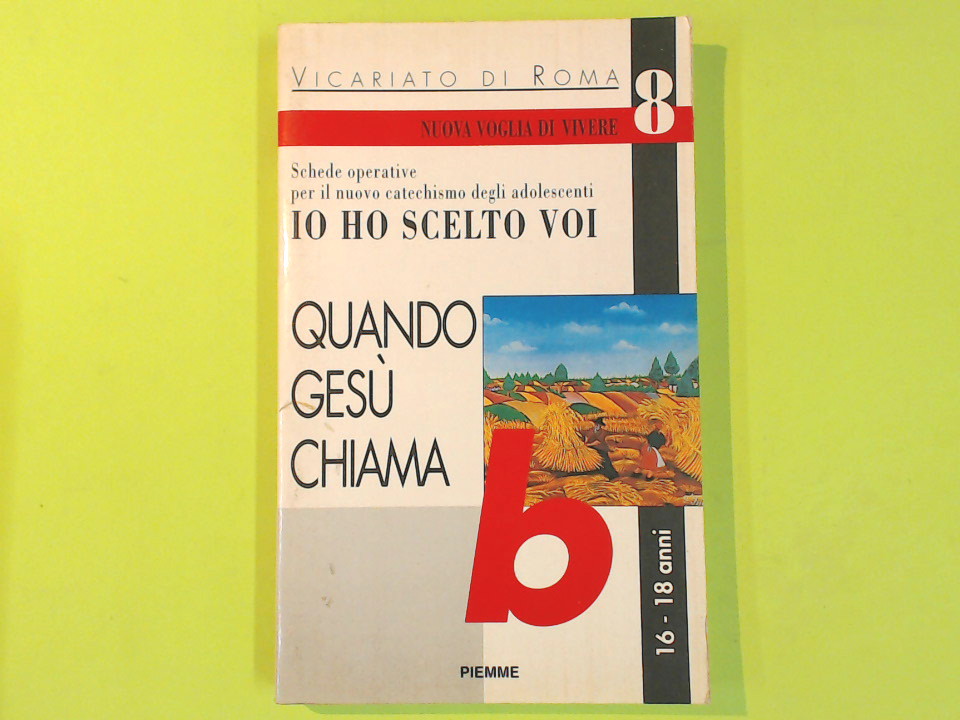 VICARIATO DI ROMA
8
NUOVA VOGLIA DI VIVERE
Schede operative
per il nuovo catechismo degli adolescenti
IO HO SCELTO VOI
QUANDO
GESÙ
CHIAMA
b
16 - 18 anni
PIEMME